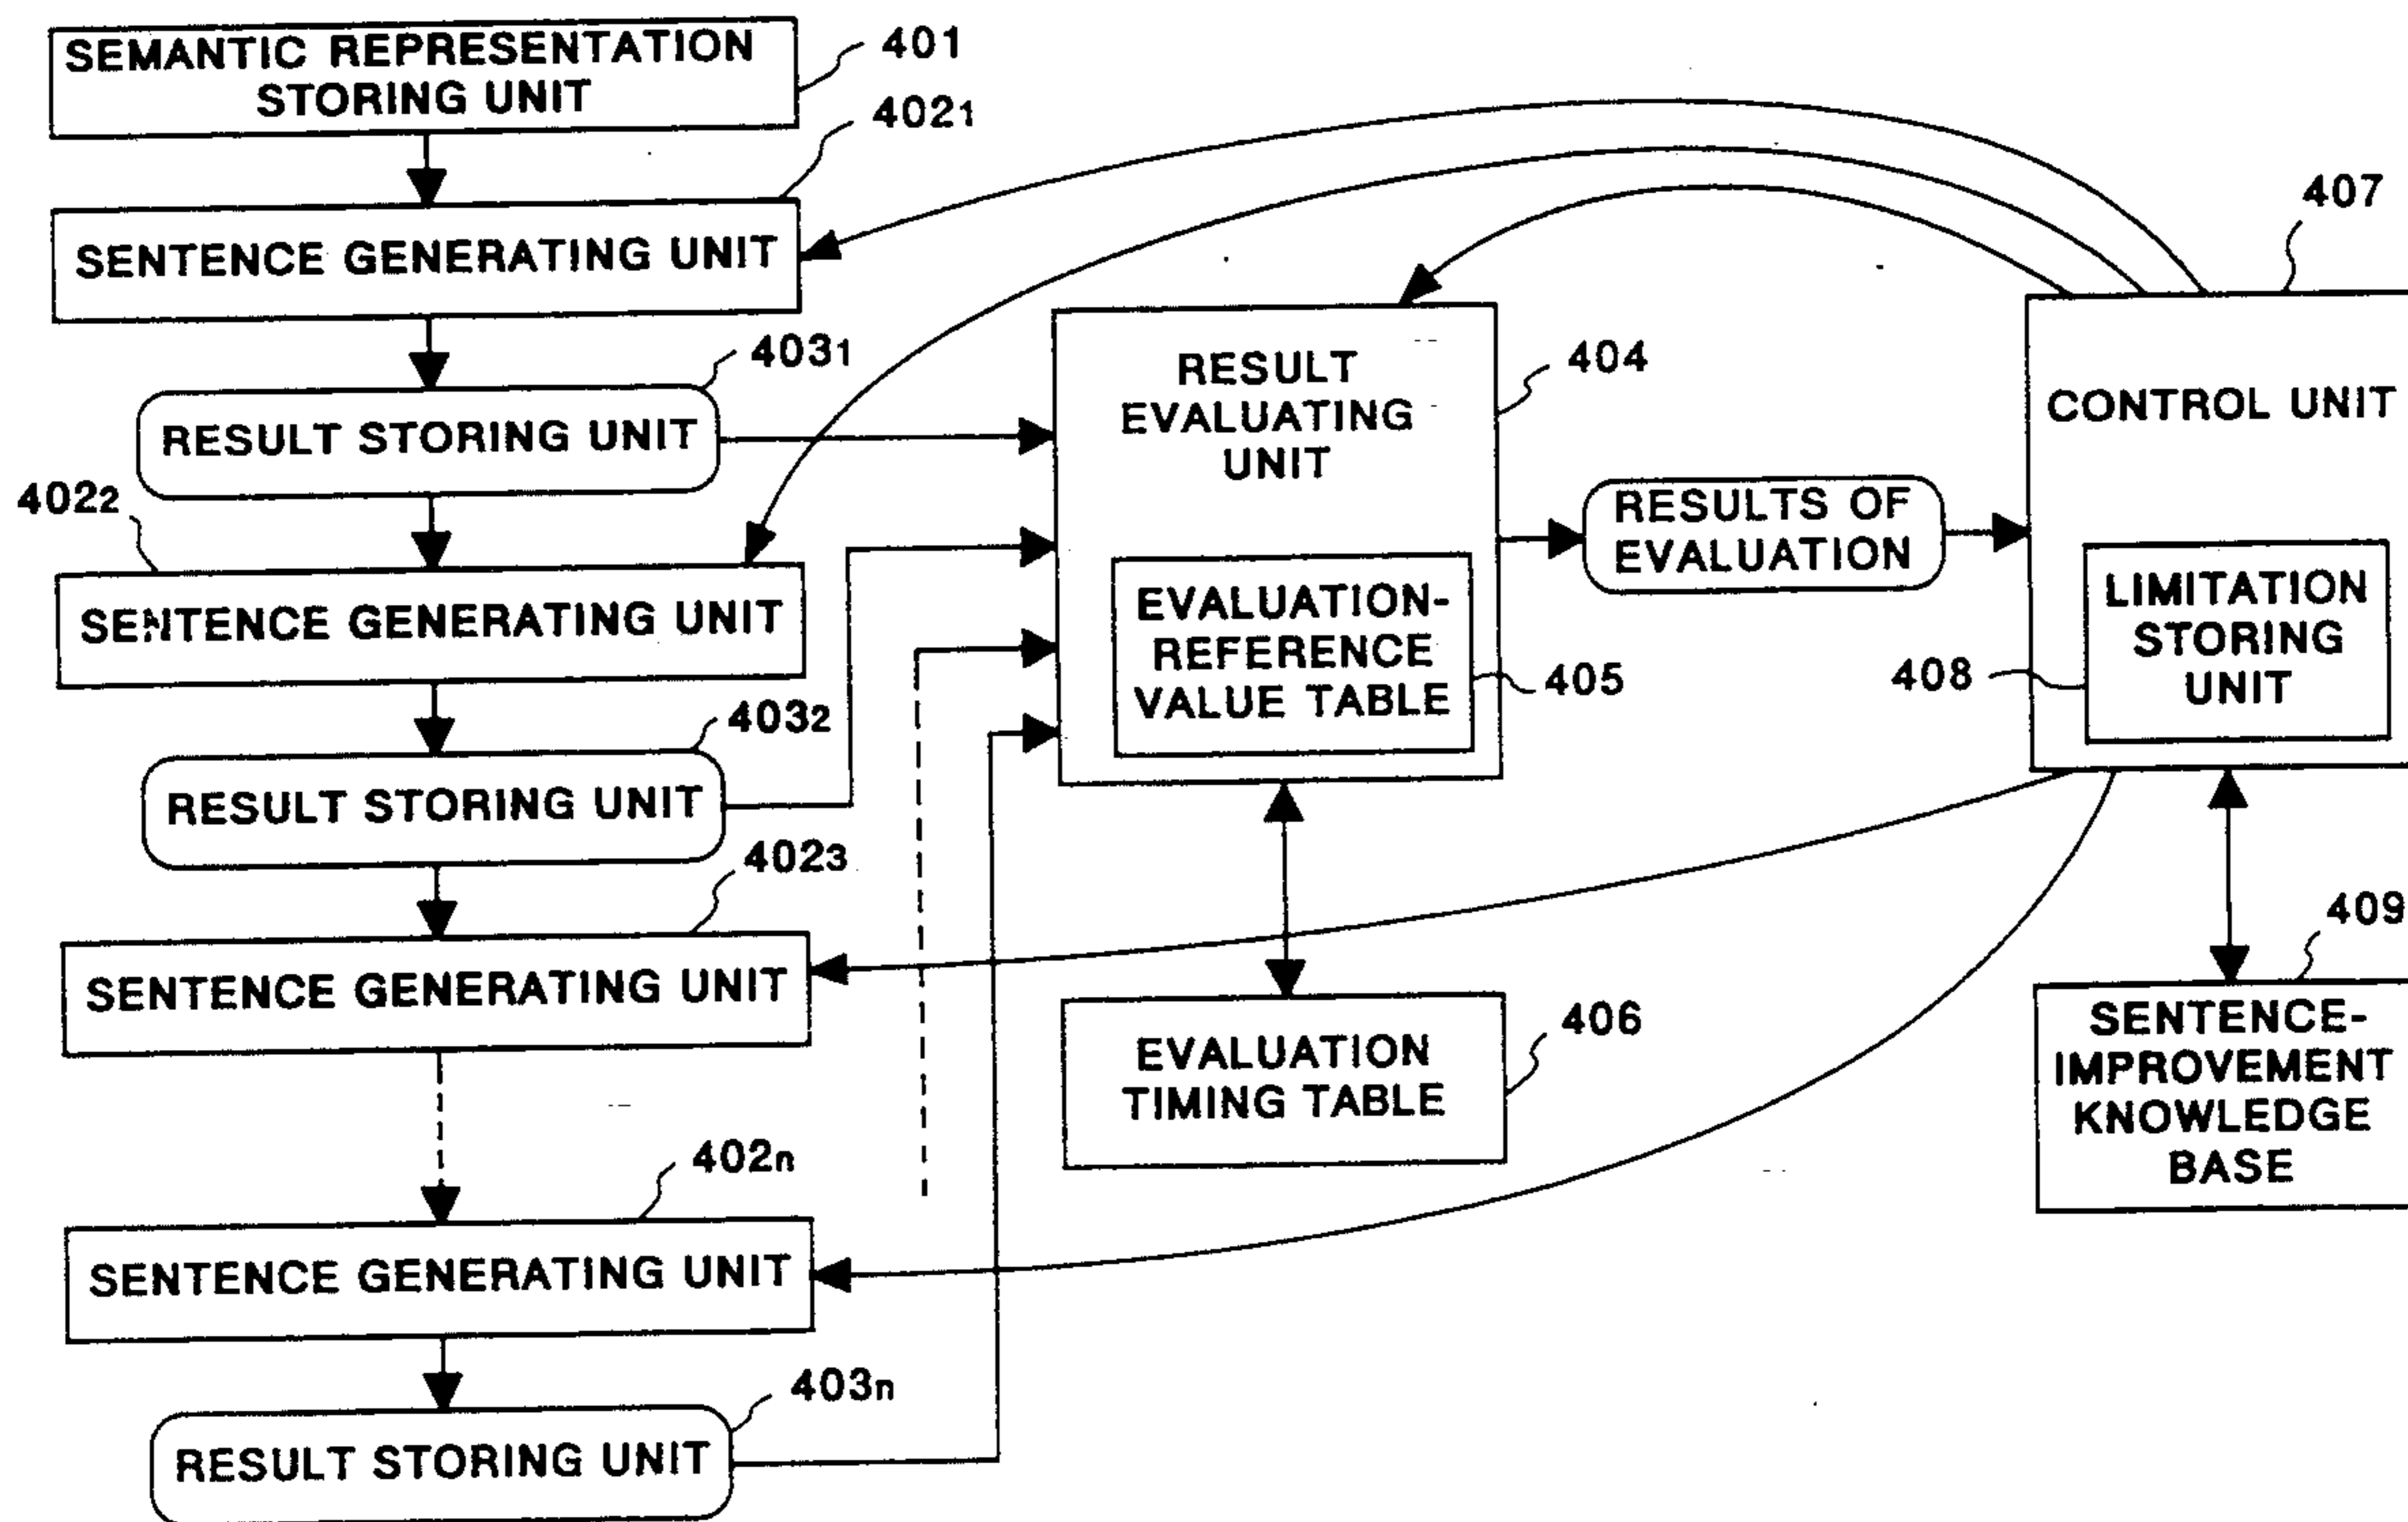 SEMANTIC REPRESENTATION
STORING UNIT
401
4021
SENTENCE GENERATING UNIT
4031
RESULT STORING UNIT
4022
SENTENCE GENERATING UNIT
4032
RESULT STORING UNIT
4023
SENTENCE GENERATING UNIT
402n
SENTENCE GENERATING UNIT
403n
RESULT STORING UNIT
RESULT
EVALUATING
UNIT
404
EVALUATION-
REFERENCE
VALUE TABLE
405
EVALUATION
TIMING TABLE
406
RESULTS OF
EVALUATION
407
CONTROL UNIT
LIMITATION
STORING
UNIT
408
409
SENTENCE-
IMPROVEMENT
KNOWLEDGE
BASE